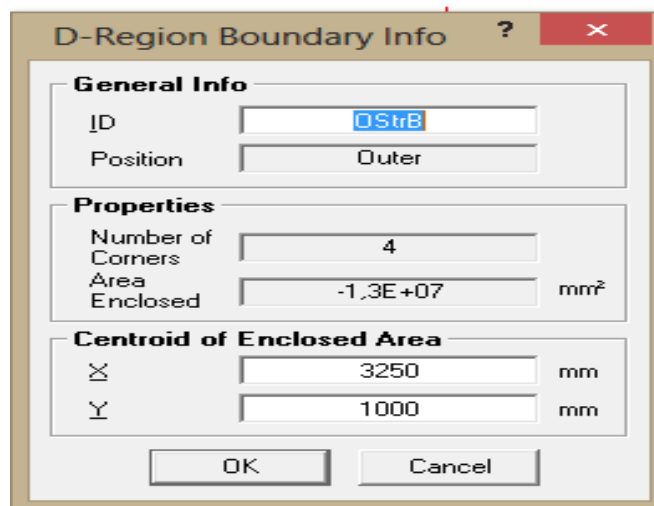 D-Region Boundary Info ? ×
General Info
ID OStrB
Position Outer
Properties
Number of Corners 4
Area Enclosed -1,3E+07 mm²
Centroid of Enclosed Area
X 3250 mm
Y 1000 mm
OK Cancel